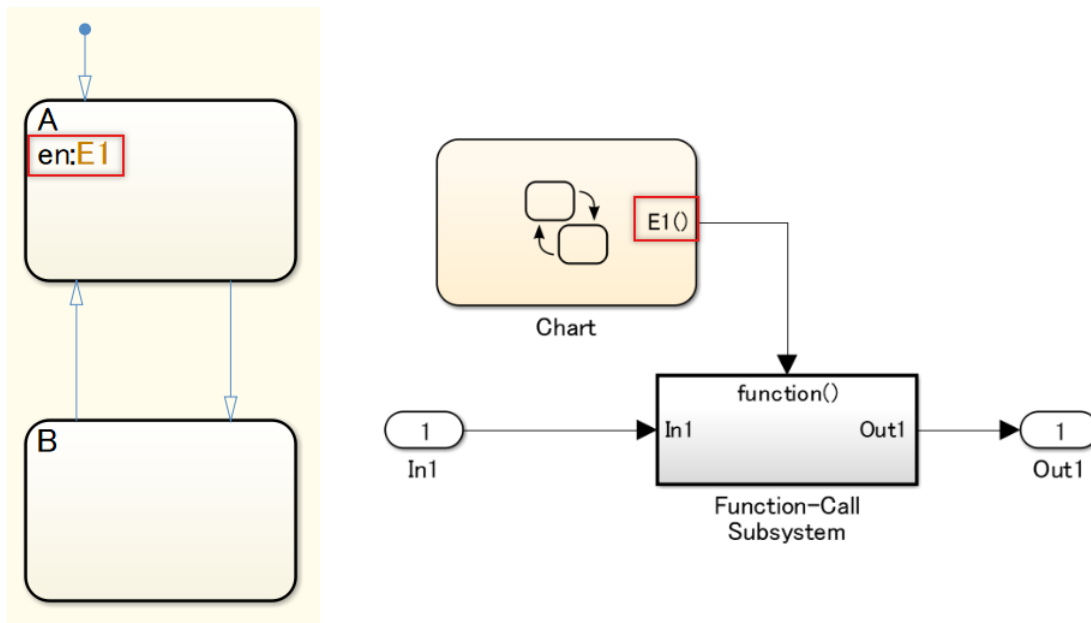 A
en:E1
B
E1()
Chart
function()
1
In1
In1
Out1
1
Out1
Function-Call
Subsystem